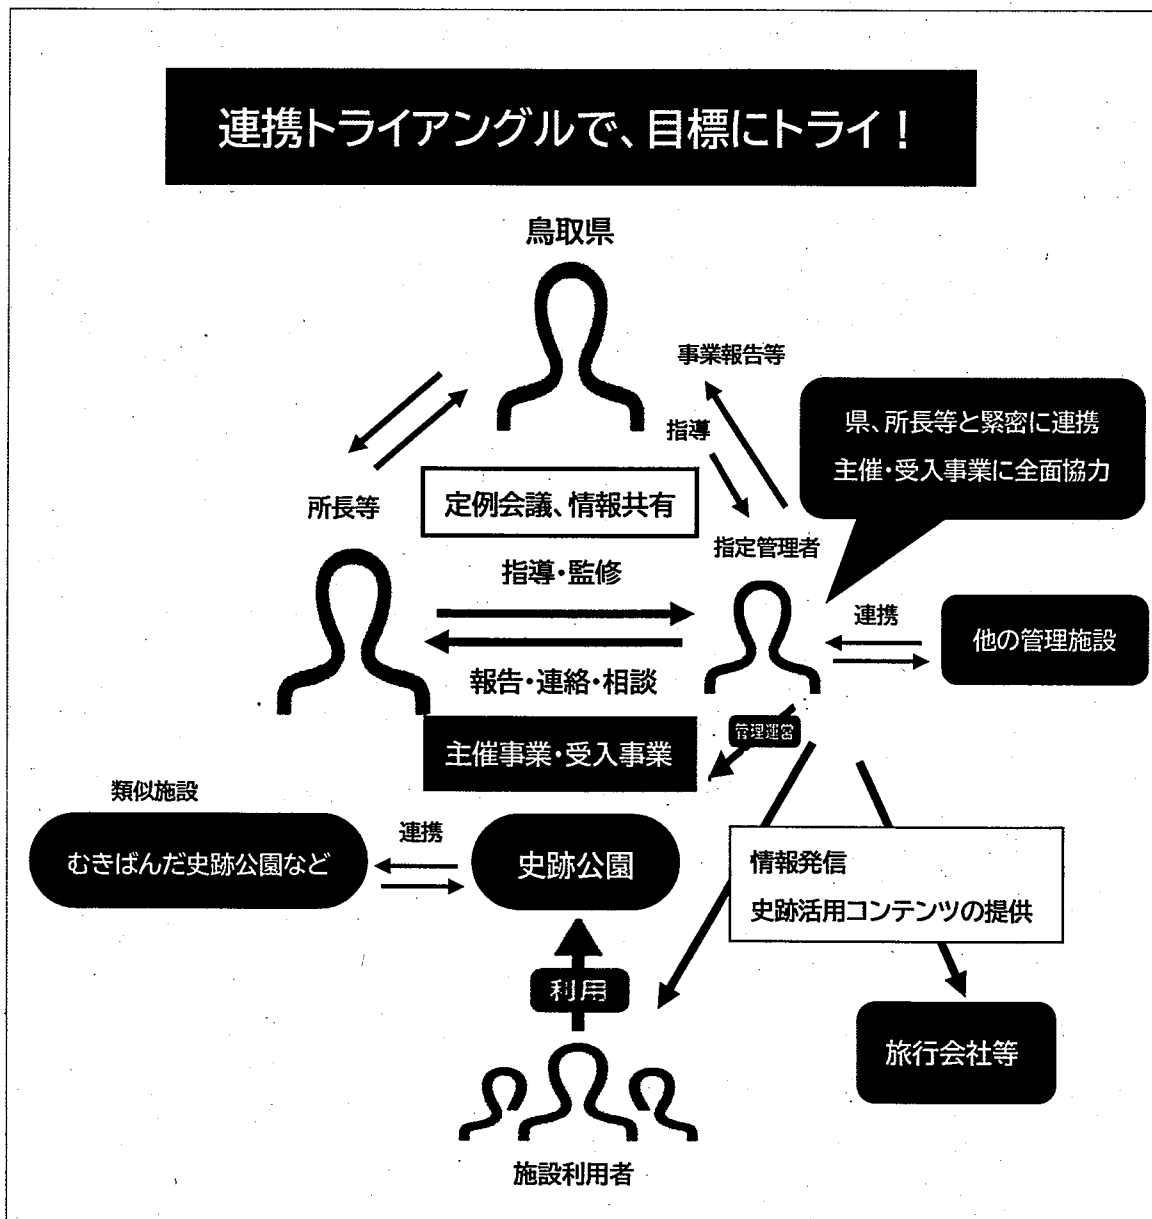 連携トライアングルで、目標にトライ！
鳥取県
事業報告等
指導
県、所長等と緊密に連携
主催・受入事業に全面協力
所長等
定例会議、情報共有
指定管理者
指導・監修
連携
他の管理施設
報告・連絡・相談
管理運営
主催事業・受入事業
類似施設
むきばんだ史跡公園など
連携
史跡公園
情報発信
史跡活用コンテンツの提供
利用
旅行会社等
施設利用者